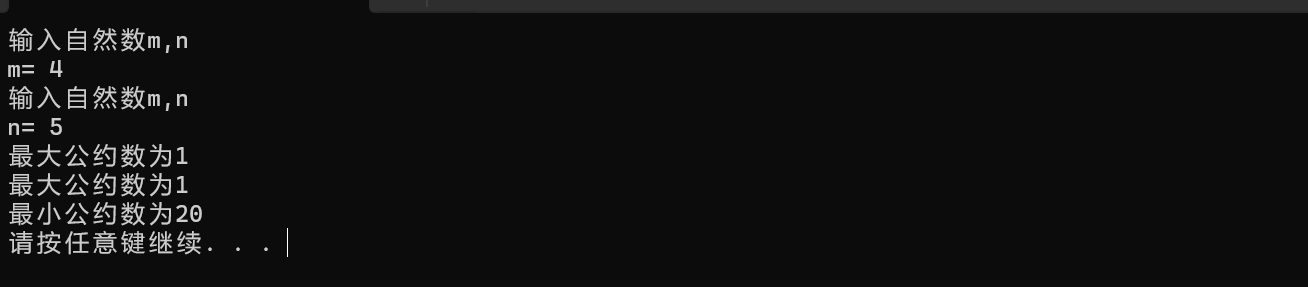 输入自然数m,n
m= 4
输入自然数m,n
n= 5
最大公约数为1
最大公约数为1
最小公约数为20
请按任意键继续. . .